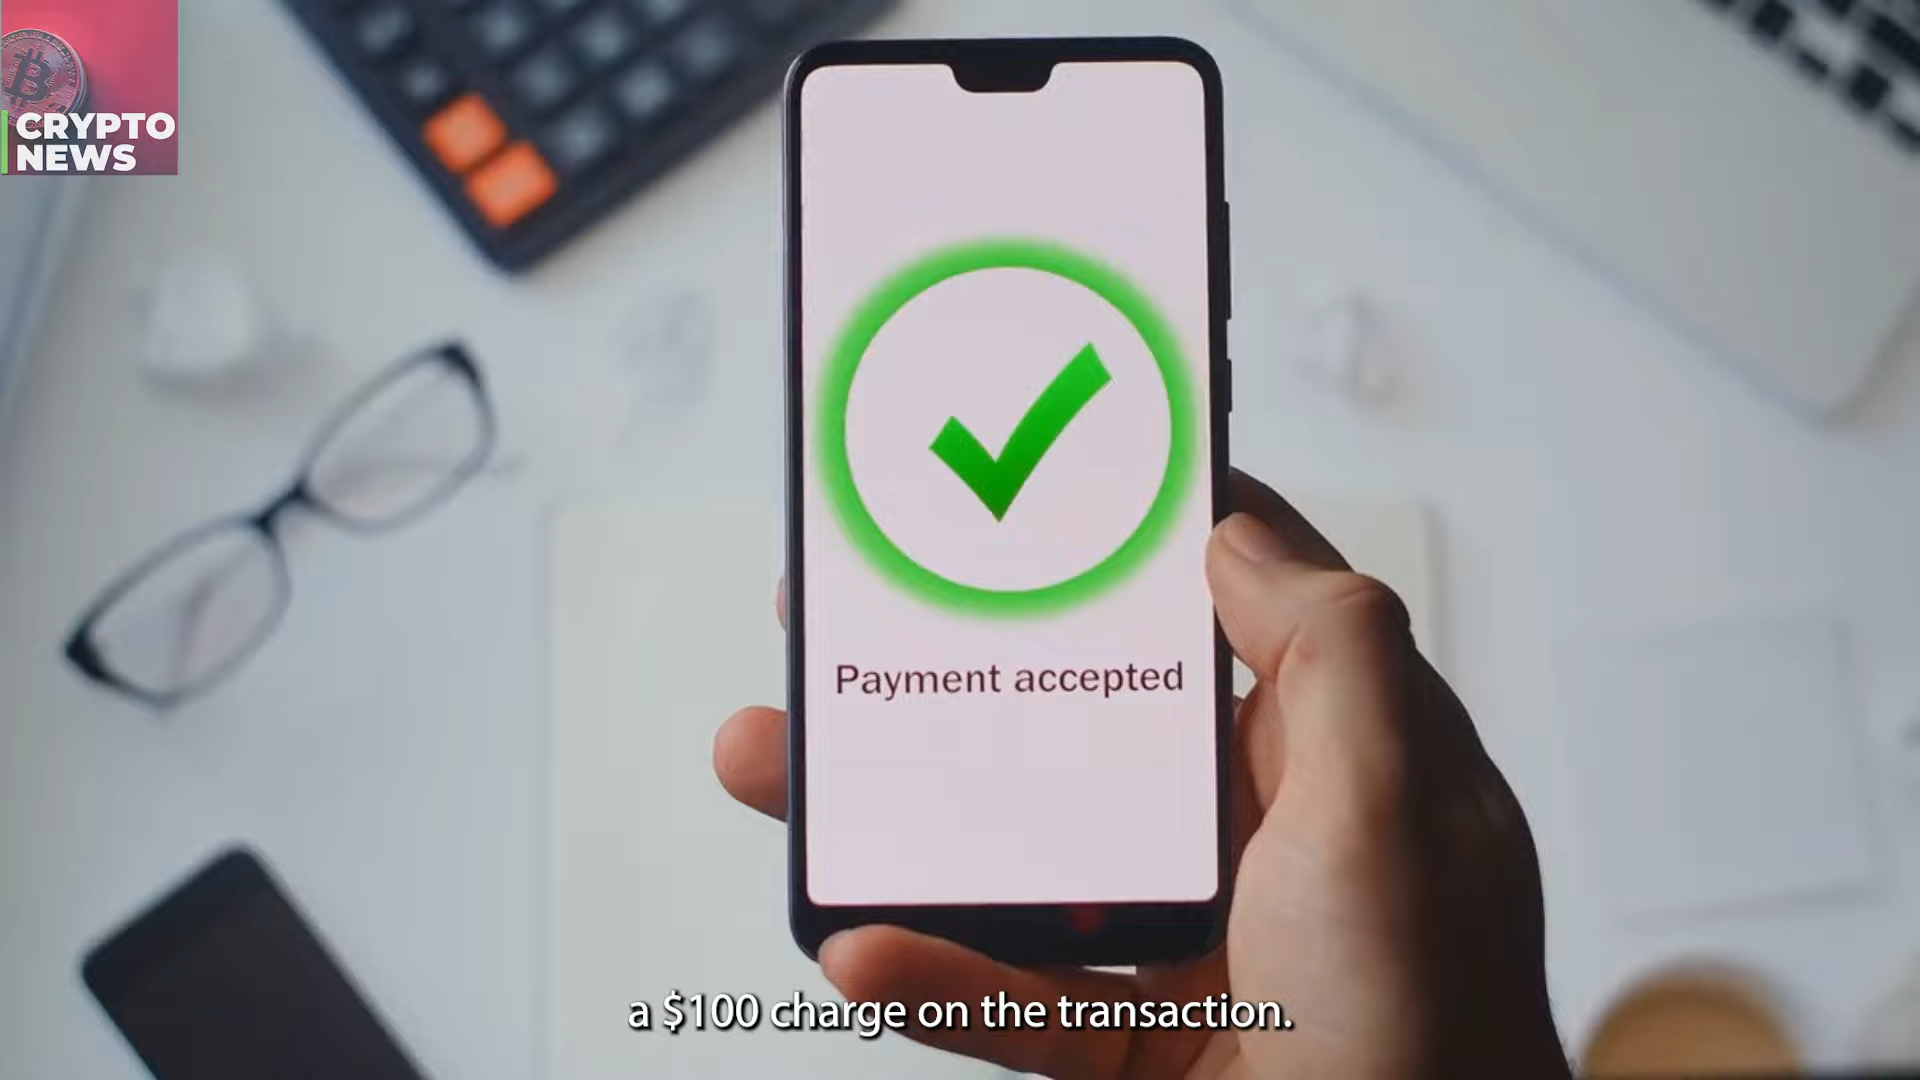 CRYPTO
NEWS
Payment accepted
a $100 charge on the transaction.